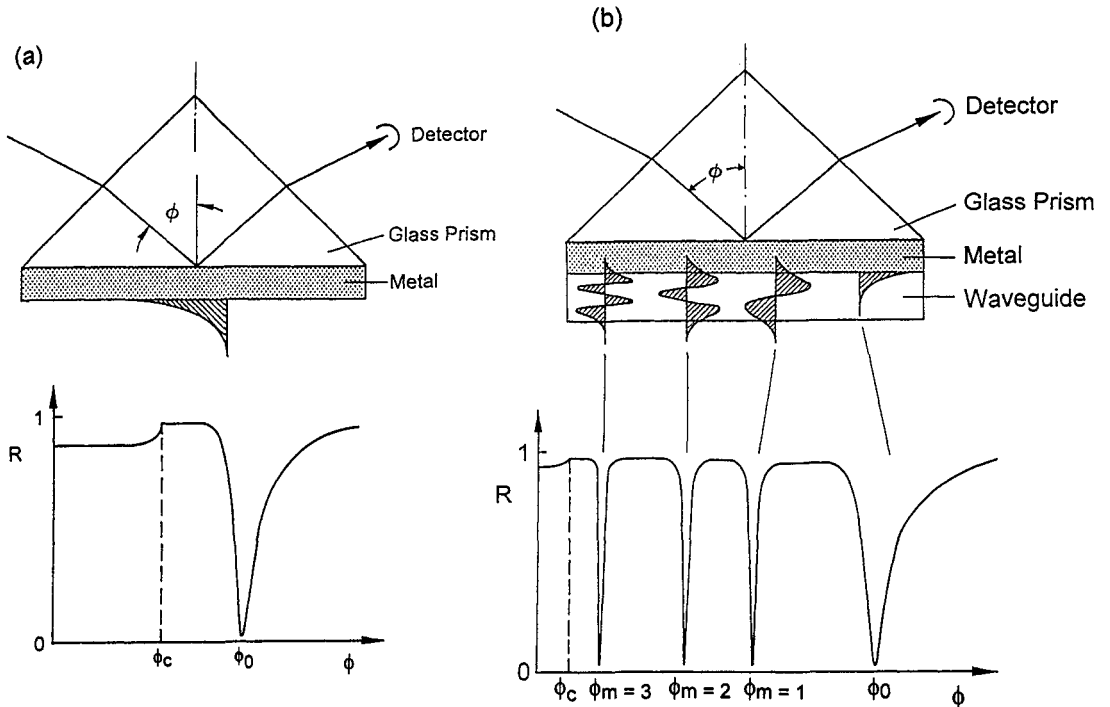 (a)
Detector
ϕ
Glass Prism
Metal
1
R
0
ϕc
ϕ0
ϕ
(b)
Detector
ϕ
Glass Prism
Metal
Waveguide
1
R
0
ϕc
ϕm = 3
ϕm = 2
ϕm = 1
ϕ0
ϕ